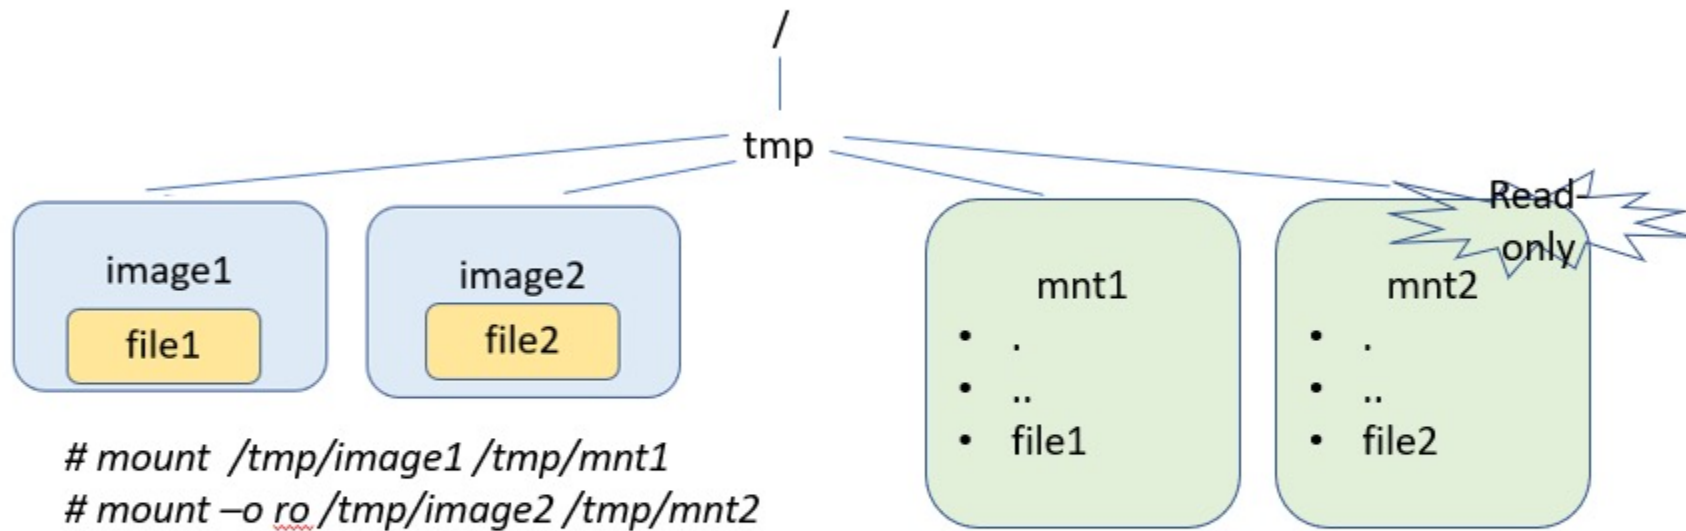 /
tmp
image1
file1
image2
file2
# mount /tmp/image1 /tmp/mnt1
# mount –o ro /tmp/image2 /tmp/mnt2
mnt1
• .
• ..
• file1
Read-
only
mnt2
• .
• ..
• file2